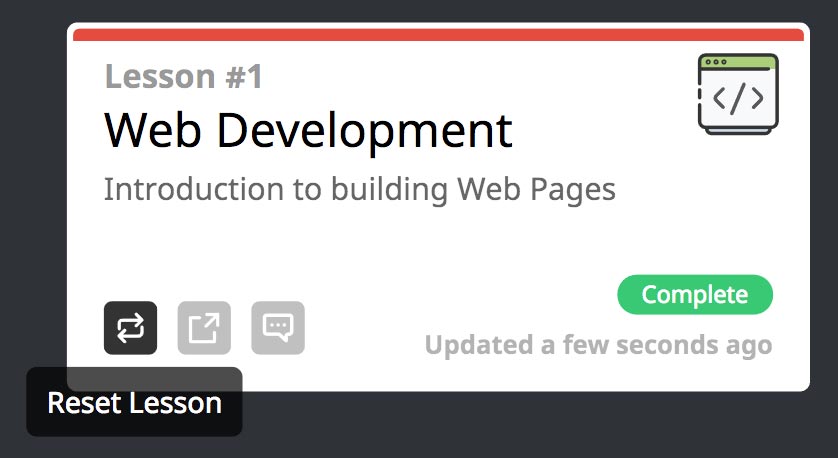 Lesson #1
Web Development
Introduction to building Web Pages
Complete
Updated a few seconds ago
Reset Lesson